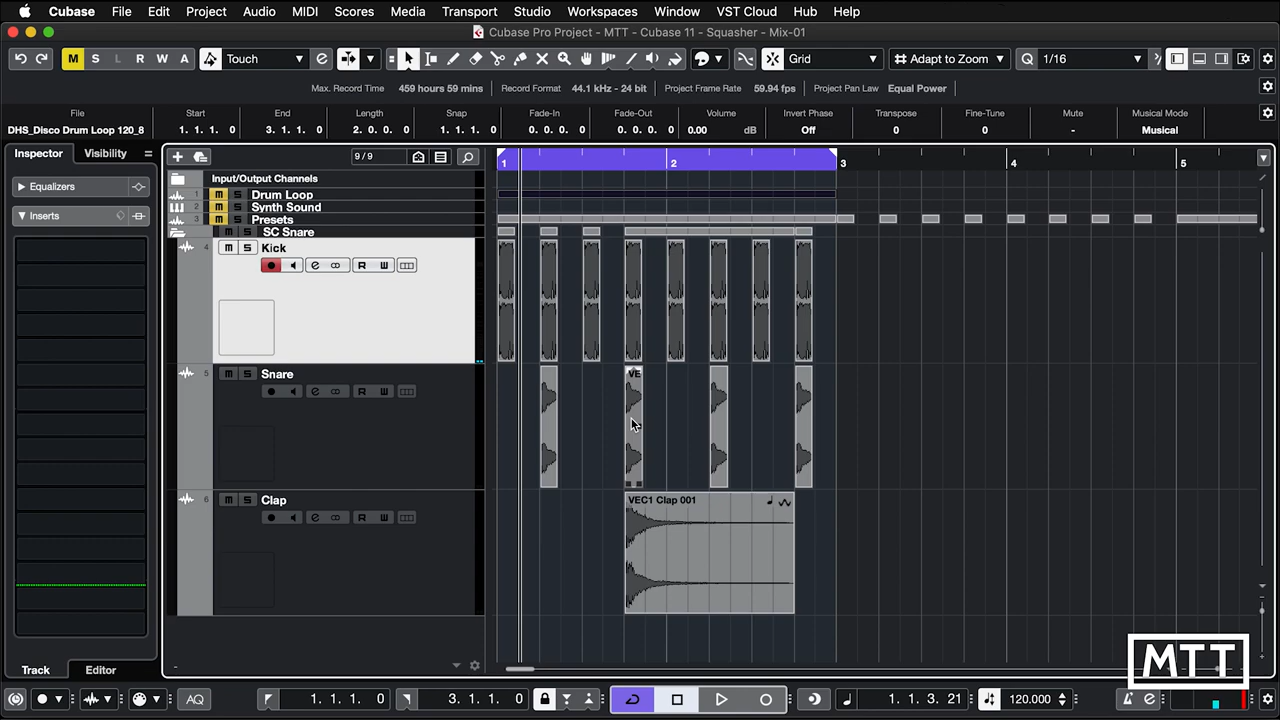 Cubase File Edit Project Audio MIDI Scores Media Transport Studio Workspaces Window VST Cloud Hub Help
Cubase Pro Project - MTT - Cubase 11 - Squasher - Mix-01
M S L R W A Touch Grid Adapt to Zoom Q 1/16
Max. Record Time 459 hours 59 mins Record Format 44.1 kHz - 24 bit Project Frame Rate 59.94 fps Project Pan Law Equal Power
File Start End Length Snap Fade-In Fade-Out Volume Invert Phase Transpose Fine-Tune Mute Musical Mode
DHS_Disco Drum Loop 120_8 1. 1. 1. 0 3. 1. 1. 0 2. 0. 0. 0 1. 1. 1. 0 0. 0. 0. 0 0. 0. 0. 0 0.00 dB Off 0 0 - Musical
Inspector Visibility 9/9 1 2 3 4 5
Input/Output Channels
Equalizers 1 M S Drum Loop
2 M S Synth Sound
Inserts 3 M S Presets
M S SC Snare
4 M S Kick
R W
5 M S Snare VE
R W
6 M S Clap VEC1 Clap 001
R W
Track Editor
MTT
AQ 1. 1. 1. 0 3. 1. 1. 0 1. 1. 3. 21 120.000